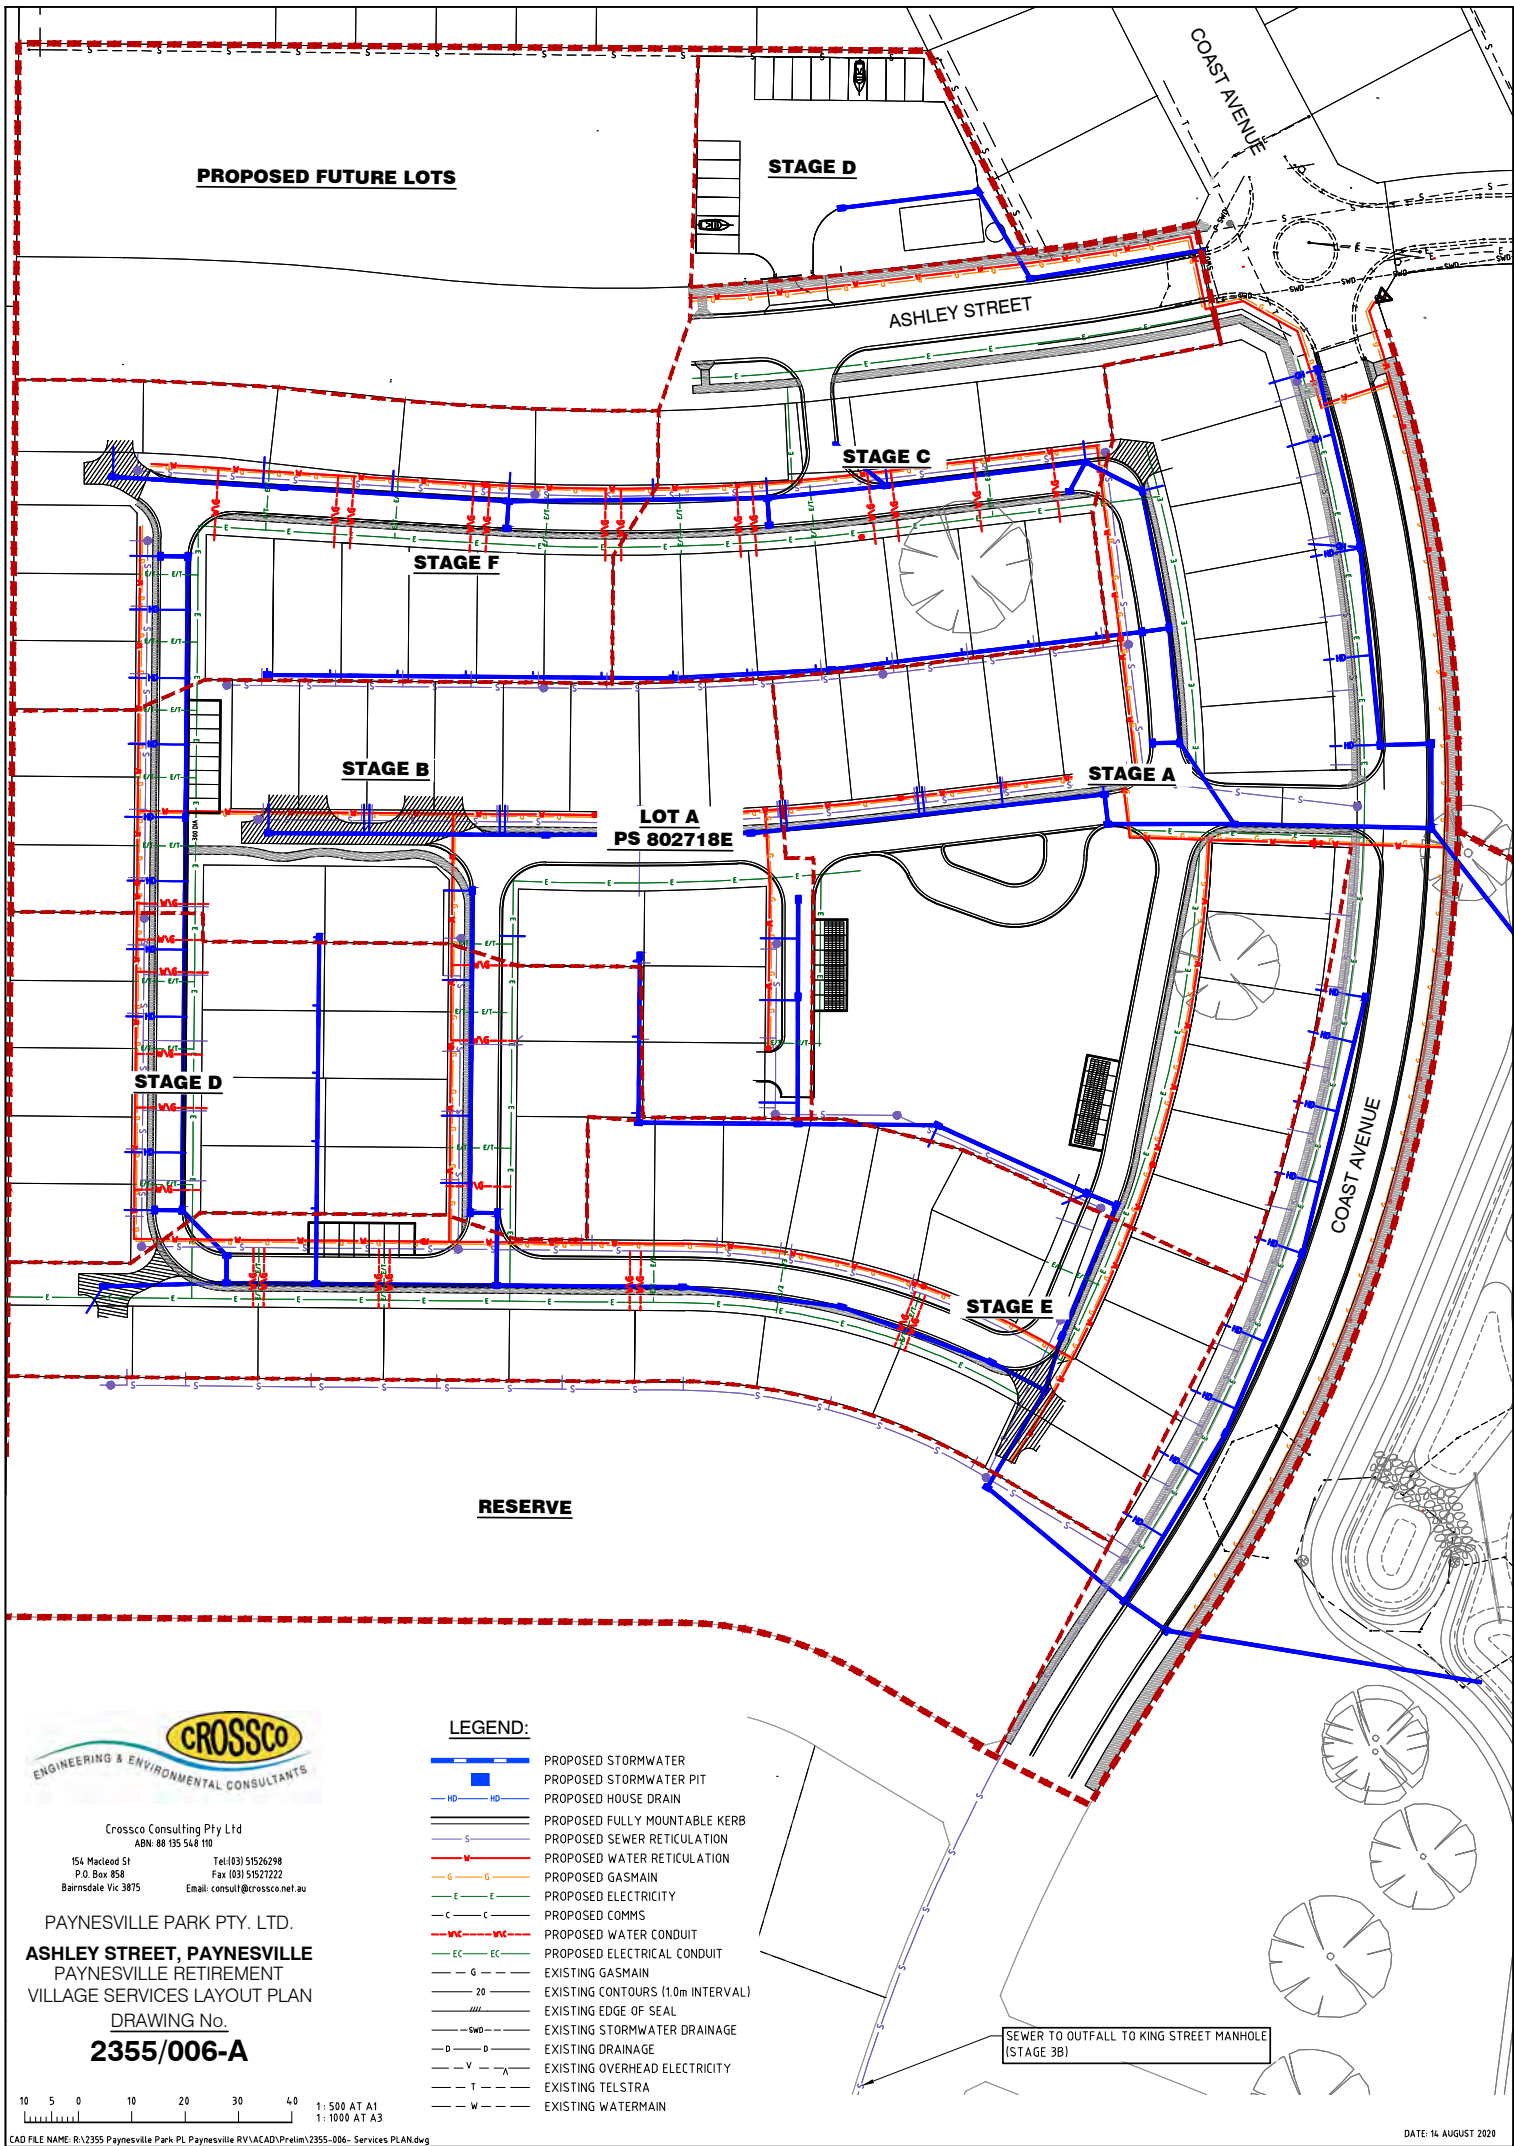 COAST AVENUE
PROPOSED FUTURE LOTS
STAGE D
ASHLEY STREET
STAGE C
STAGE F
STAGE B
LOT A
PS 802718E
STAGE A
STAGE D
STAGE E
COAST AVENUE
RESERVE
CROSSCO
ENGINEERING & ENVIRONMENTAL CONSULTANTS
Crossco Consulting Pty Ltd
ABN: 88 135 548 110
154 Macleod St
P.O. Box 858
Bairnsdale Vic 3875
Tel:(03) 51526298
Fax (03) 51527222
Email: consult@crossco.net.au
PAYNESVILLE PARK PTY. LTD.
ASHLEY STREET, PAYNESVILLE
PAYNESVILLE RETIREMENT
VILLAGE SERVICES LAYOUT PLAN
DRAWING No.
2355/006-A
10 5 0 10 20 30 40
1 : 500 AT A1
1 : 1000 AT A3
CAD FILE NAME: R:\2355 Paynesville Park PL Paynesville RV\ACAD\Prelim\2355-006- Services PLAN.dwg
LEGEND:
PROPOSED STORMWATER
PROPOSED STORMWATER PIT
HD HD PROPOSED HOUSE DRAIN
PROPOSED FULLY MOUNTABLE KERB
S PROPOSED SEWER RETICULATION
W PROPOSED WATER RETICULATION
G G PROPOSED GASMAIN
E E PROPOSED ELECTRICITY
C C PROPOSED COMMS
W\C W\C PROPOSED WATER CONDUIT
EC EC PROPOSED ELECTRICAL CONDUIT
G EXISTING GASMAIN
20 EXISTING CONTOURS (1.0m INTERVAL)
//// EXISTING EDGE OF SEAL
SWD EXISTING STORMWATER DRAINAGE
D D EXISTING DRAINAGE
V V EXISTING OVERHEAD ELECTRICITY
T EXISTING TELSTRA
W EXISTING WATERMAIN
SEWER TO OUTFALL TO KING STREET MANHOLE
(STAGE 3B)
DATE: 14 AUGUST 2020